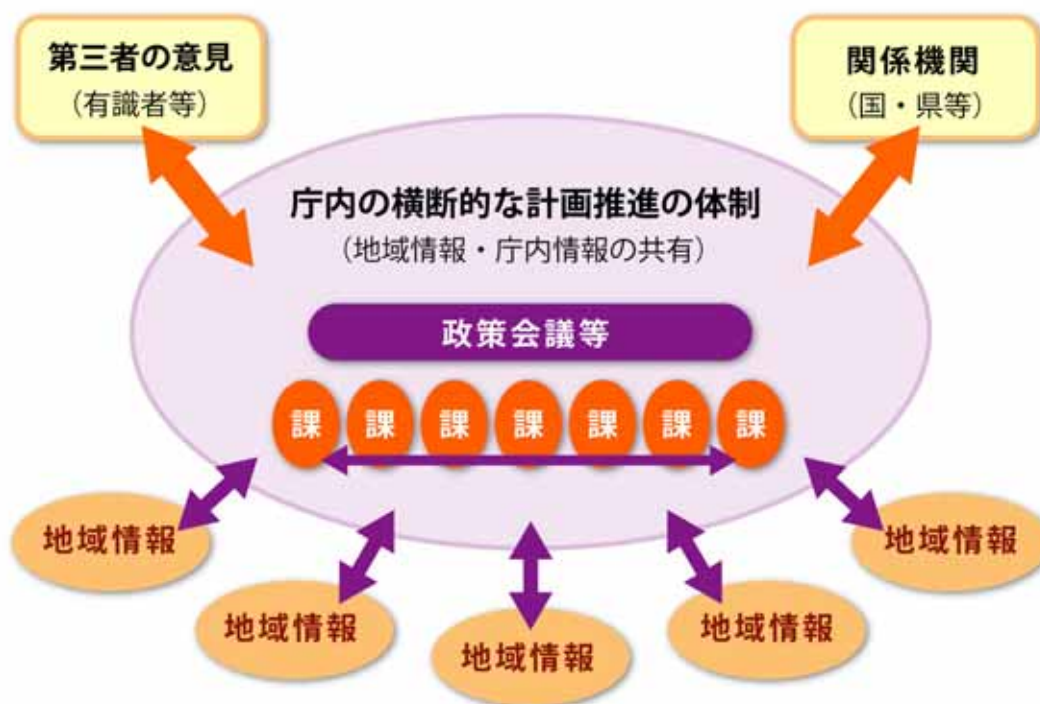 第三者の意見
（有識者等）
関係機関
（国・県等）
庁内の横断的な計画推進の体制
（地域情報・庁内情報の共有）
政策会議等
課 課 課 課 課 課 課
地域情報
地域情報
地域情報
地域情報
地域情報